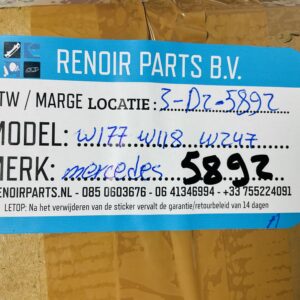 RENOIR PARTS B.V.
TW / MARGE LOCATIE : 3-D2-5892
MODEL: W177 W118 W247
MERK: mercedes 5892
ENOIRPARTS.NL - 085 0603676 - 06 41346994 - +33 755224091
LETOP: Na het verwijderen van de sticker vervalt de garantie/retourbeleid van 14 dagen